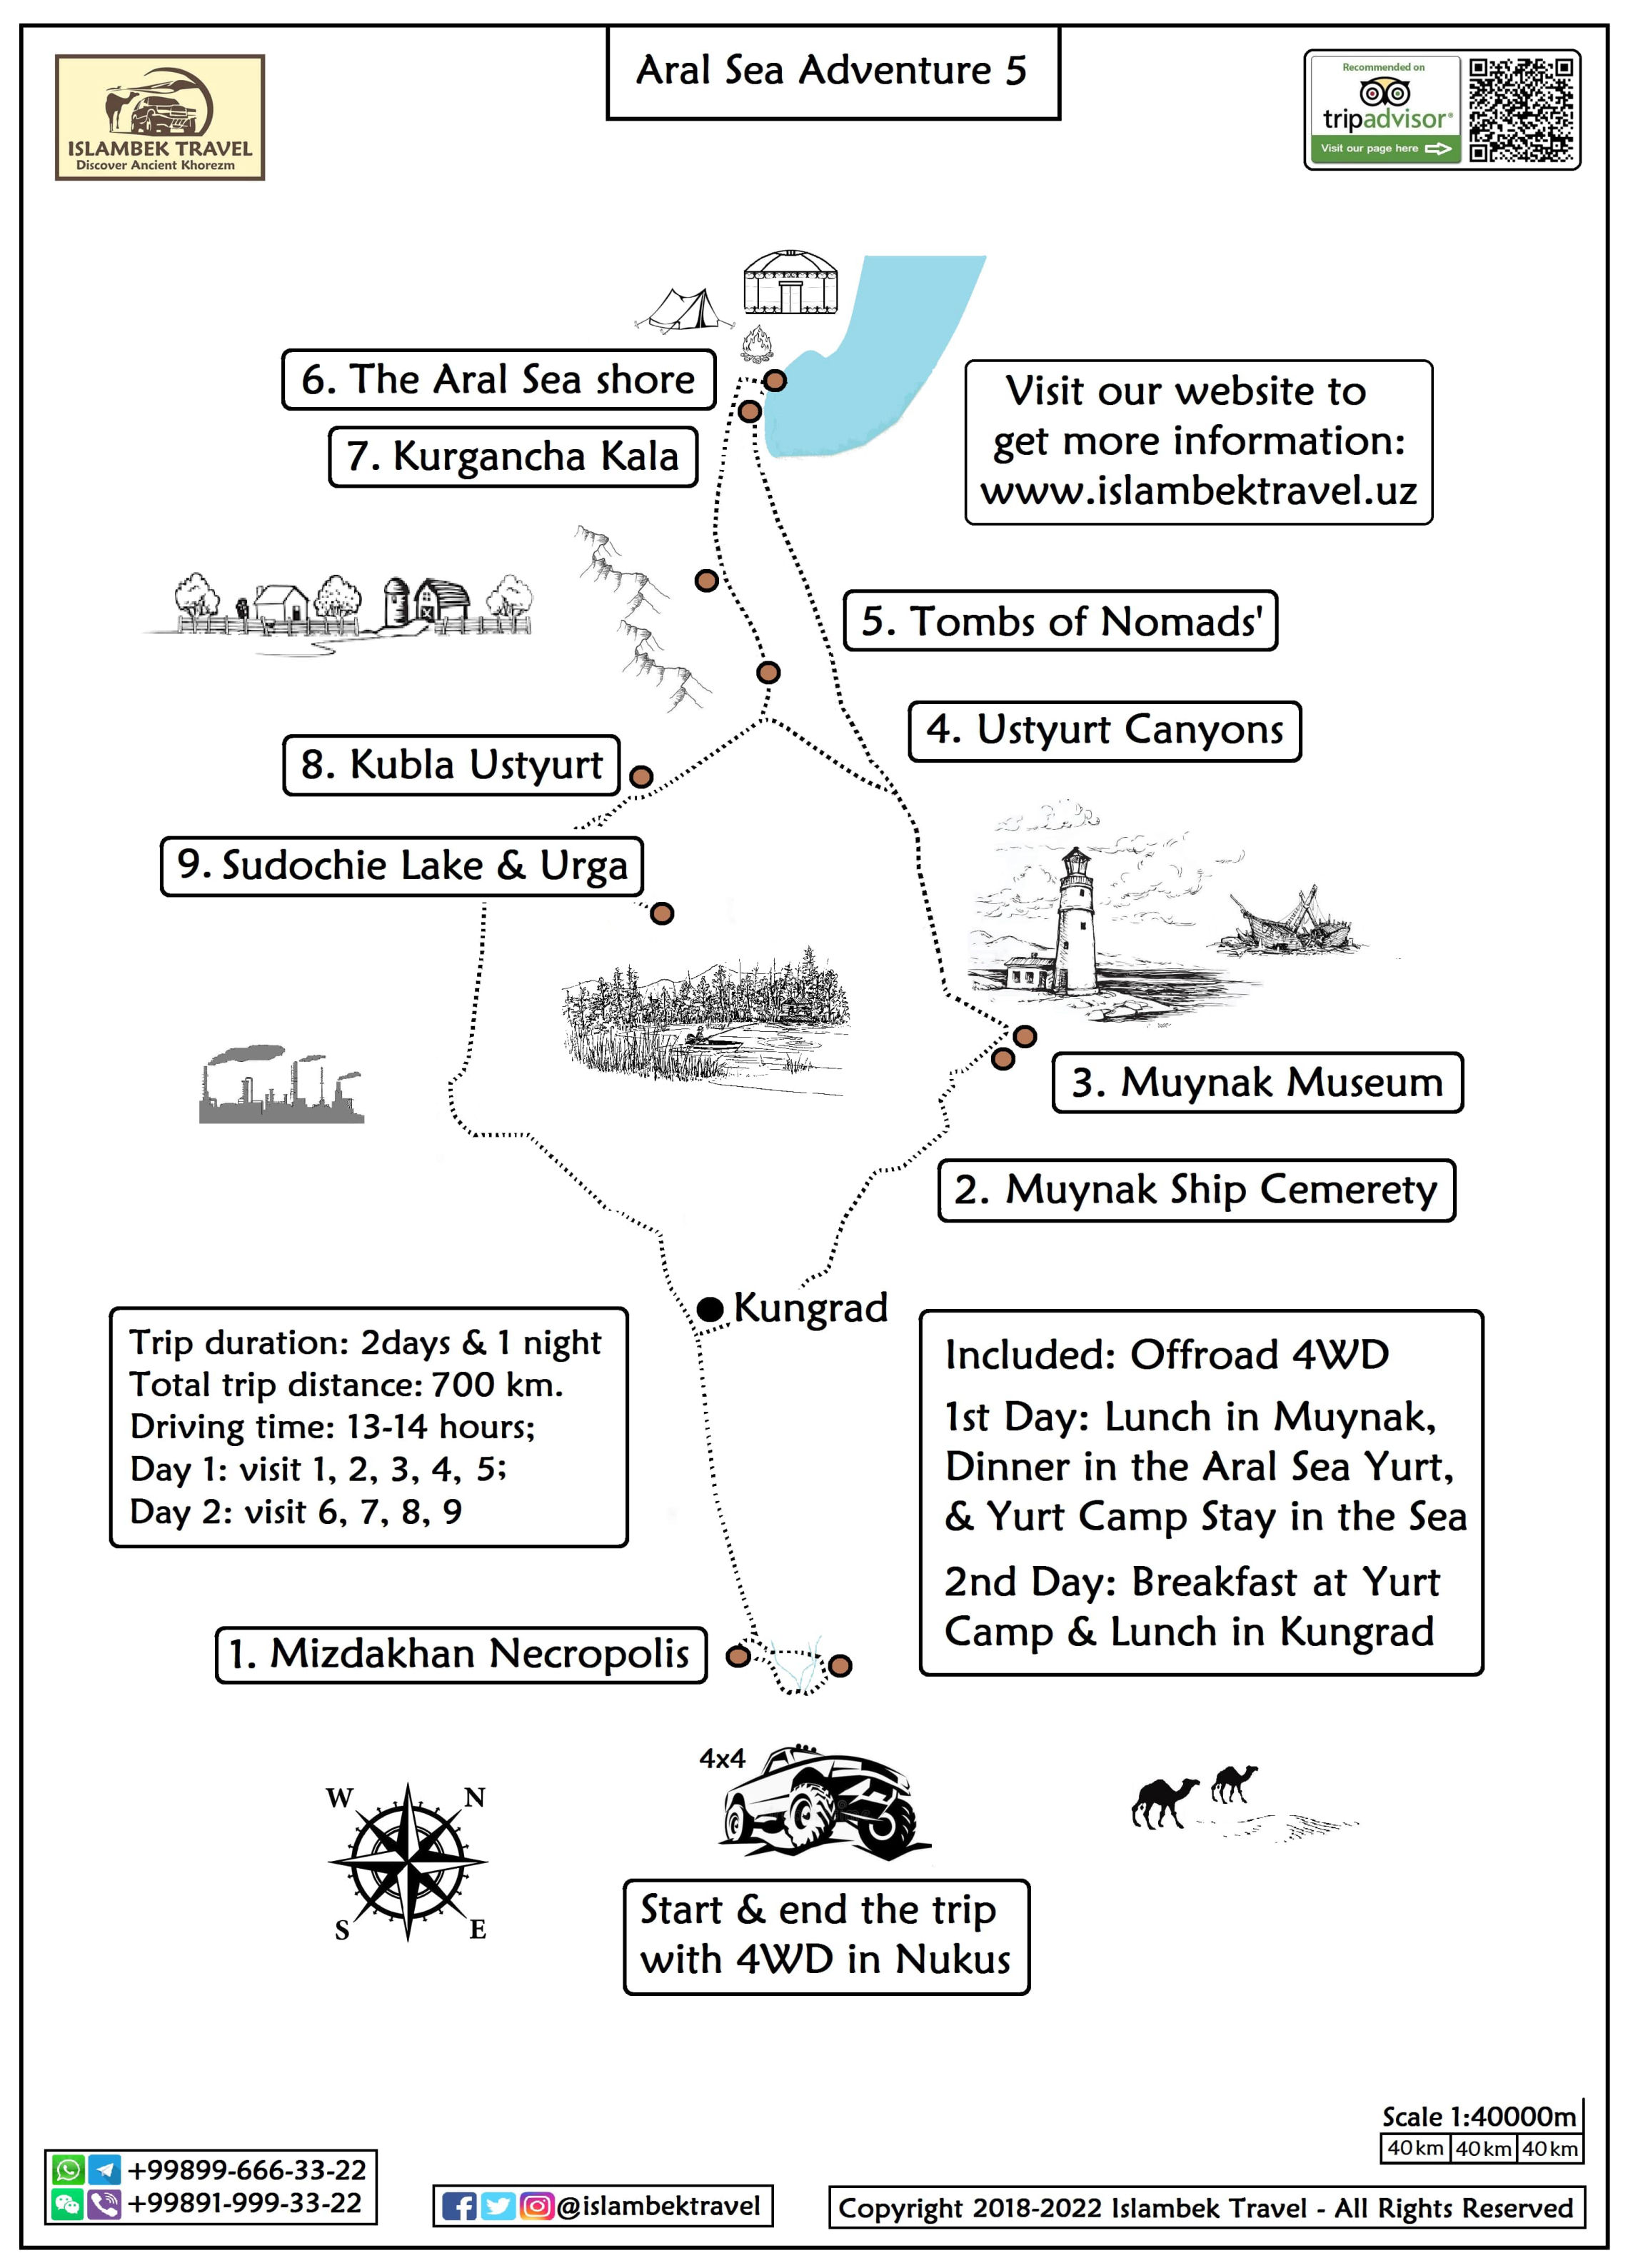 Aral Sea Adventure 5
ISLAMBEK TRAVEL
Discover Ancient Khorezm
Recommended on
tripadvisor®
Visit our page here
6. The Aral Sea shore
7. Kurgancha Kala
Visit our website to
get more information:
www.islambektravel.uz
5. Tombs of Nomads'
4. Ustyurt Canyons
8. Kubla Ustyurt
9. Sudochie Lake & Urga
3. Muynak Museum
2. Muynak Ship Cemerety
Kungrad
Trip duration: 2days & 1 night
Total trip distance: 700 km.
Driving time: 13-14 hours;
Day 1: visit 1, 2, 3, 4, 5;
Day 2: visit 6, 7, 8, 9
Included: Offroad 4WD
1st Day: Lunch in Muynak,
Dinner in the Aral Sea Yurt,
& Yurt Camp Stay in the Sea
2nd Day: Breakfast at Yurt
Camp & Lunch in Kungrad
1. Mizdakhan Necropolis
4x4
W
N
S
E
Start & end the trip
with 4WD in Nukus
Scale 1:40000m
40 km 40 km 40 km
+99899-666-33-22
+99891-999-33-22
@islambektravel
Copyright 2018-2022 Islambek Travel - All Rights Reserved